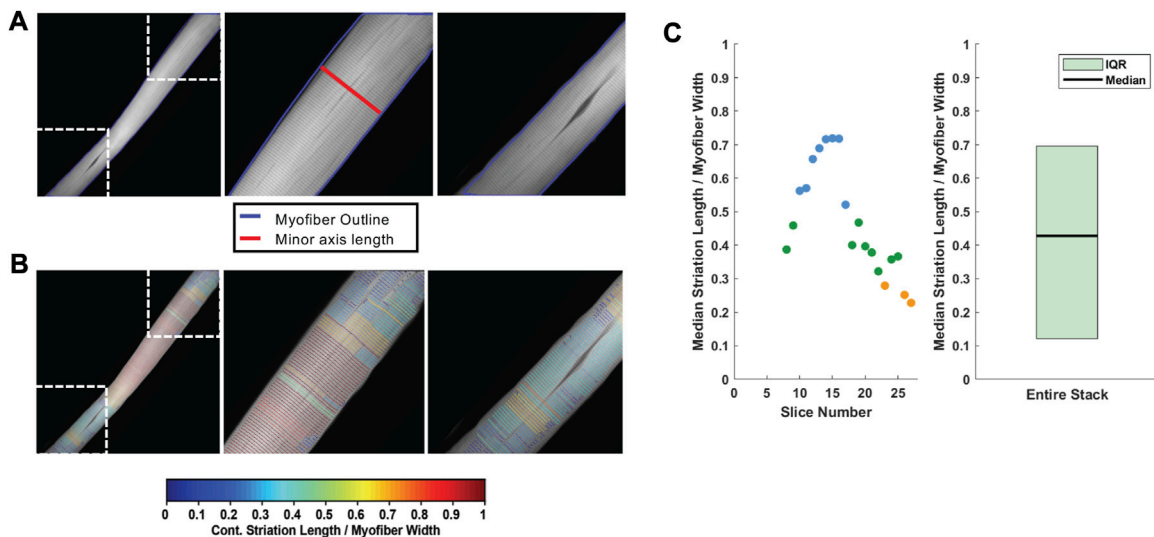 A
Myofiber Outline
Minor axis length
B
0 0.1 0.2 0.3 0.4 0.5 0.6 0.7 0.8 0.9 1
Cont. Striation Length / Myofiber Width
C
Median Striation Length / Myofiber Width
1
0.9
0.8
0.7
0.6
0.5
0.4
0.3
0.2
0.1
0
0 5 10 15 20 25
Slice Number
Median Striation Length / Myofiber Width
1
0.9
0.8
0.7
0.6
0.5
0.4
0.3
0.2
0.1
0
IQR
Median
Entire Stack